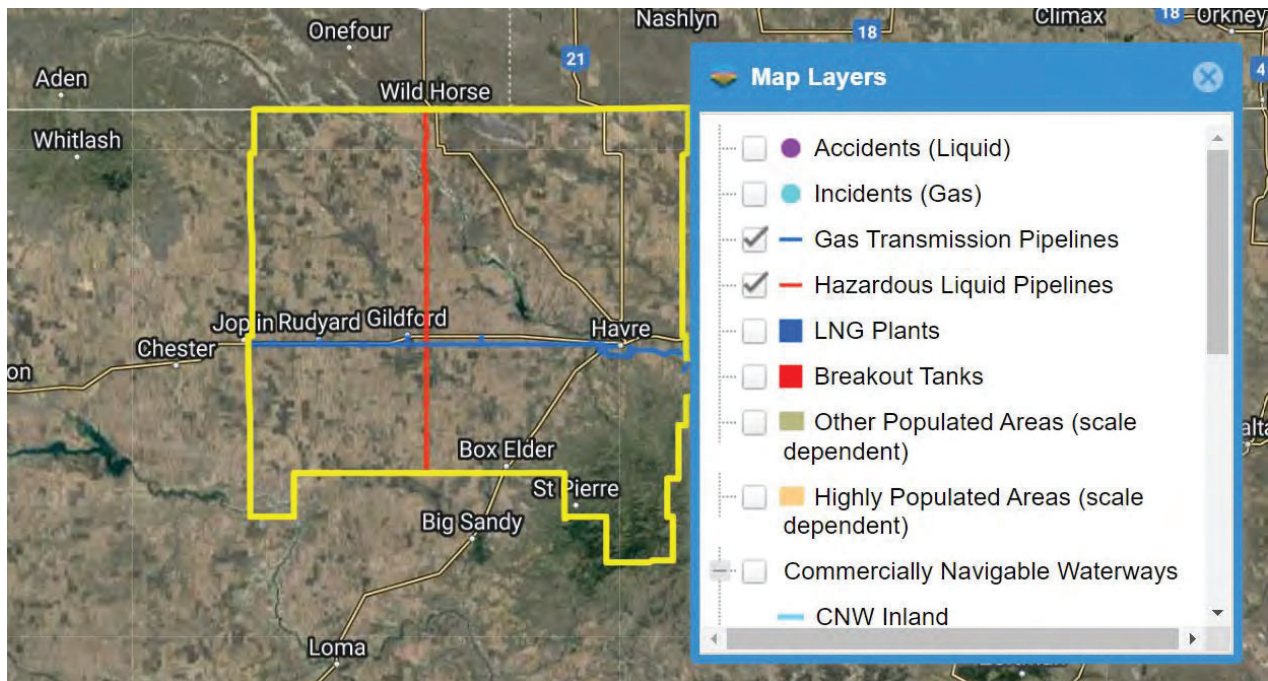 Nashlyn
Climax
18
Orkney
Onefour
18
21
4
Aden
Wild Horse
Map Layers
Whitlash
Accidents (Liquid)
Incidents (Gas)
Gas Transmission Pipelines
Hazardous Liquid Pipelines
Joplin
Rudyard
Gildford
Havre
Chester
LNG Plants
on
Breakout Tanks
Other Populated Areas (scale
dependent)
Box Elder
St Pierre
Highly Populated Areas (scale
dependent)
Big Sandy
Commercially Navigable Waterways
CNW Inland
Loma